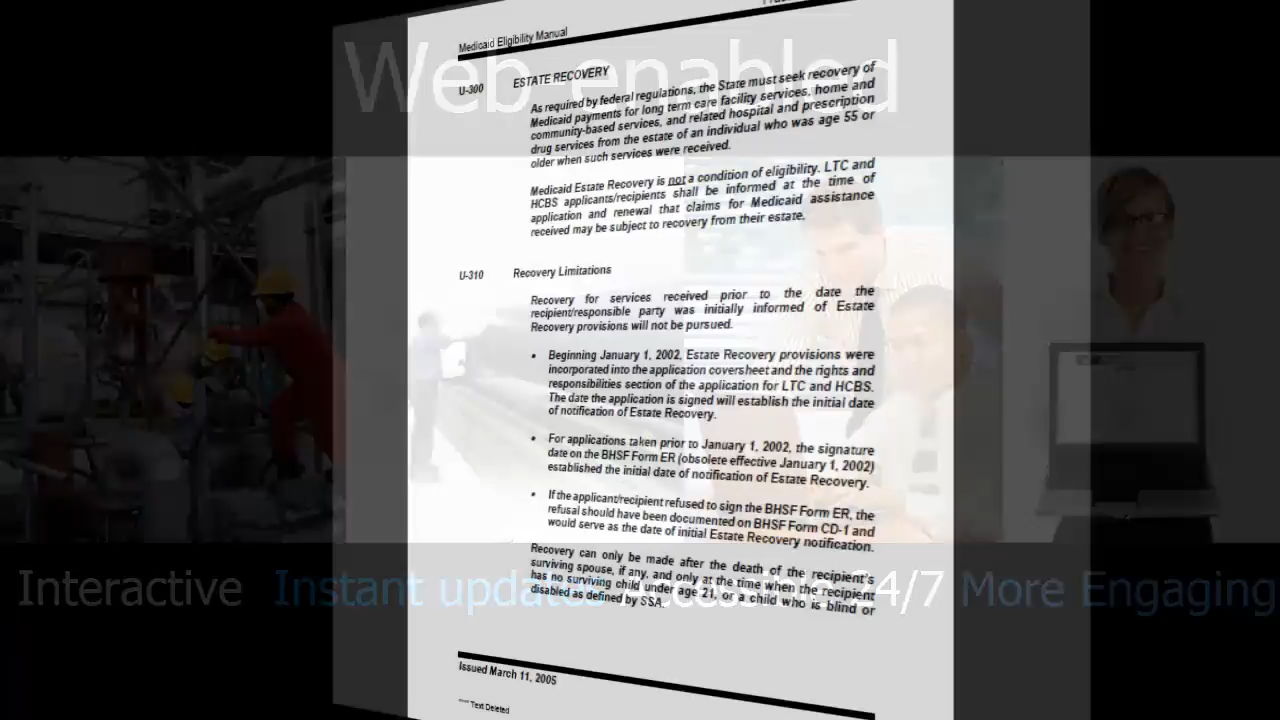 Medicaid Eligibility Manual
Web-enabled
U-300 ESTATE RECOVERY
As required by federal regulations, the State must seek recovery of
Medicaid payments for long term care facility services, home and
community-based services, and related hospital and prescription
drug services from the estate of an individual who was age 55 or
older when such services were received.
Medicaid Estate Recovery is not a condition of eligibility. LTC and
HCBS applicants/recipients shall be informed at the time of
application and renewal that claims for Medicaid assistance
received may be subject to recovery from their estate.
U-310 Recovery Limitations
Recovery for services received prior to the date the
recipient/responsible party was initially informed of Estate
Recovery provisions will not be pursued.
• Beginning January 1, 2002, Estate Recovery provisions were
incorporated into the application coversheet and the rights and
responsibilities section of the application for LTC and HCBS.
The date the application is signed will establish the initial date
of notification of Estate Recovery.
• For applications taken prior to January 1, 2002, the signature
date on the BHSF Form ER (obsolete effective January 1, 2002)
established the initial date of notification of Estate Recovery.
• If the applicant/recipient refused to sign the BHSF Form ER, the
refusal should have been documented on BHSF Form CD-1 and
would serve as the date of initial Estate Recovery notification.
Recovery can only be made after the death of the recipient's
surviving spouse, if any, and only at the time when the recipient
has no surviving child under age 21, or a child who is blind or
disabled as defined by SSA.
Interactive Instant updates Accessible 24/7 More Engaging
Issued March 11, 2005
Text Deleted